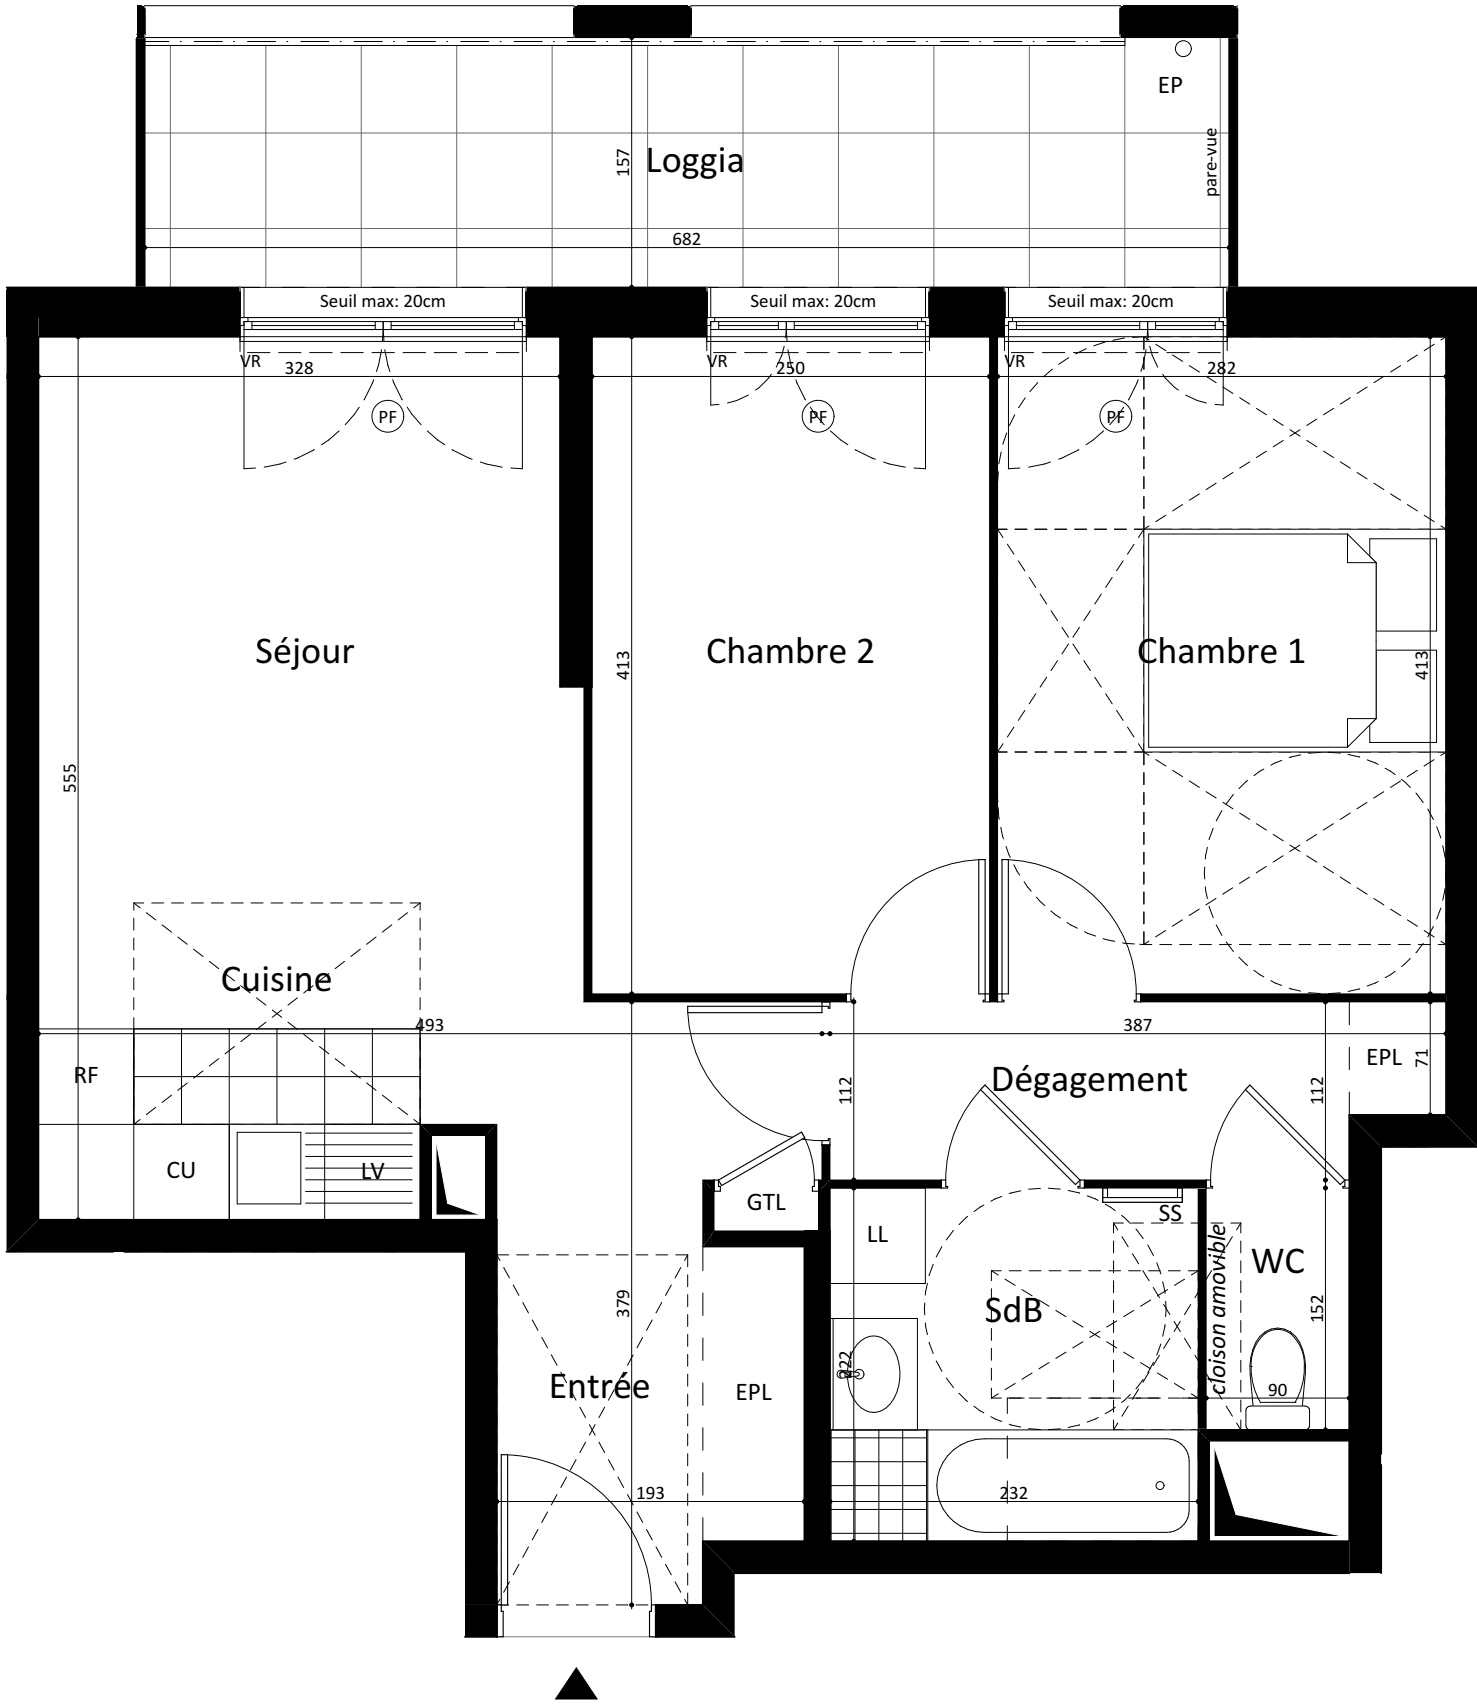 EP
pare-vue
157
Loggia
682
Seuil max: 20cm
Seuil max: 20cm
Seuil max: 20cm
VR
328
VR
250
VR
282
PF
PF
PF
Séjour
413
Chambre 2
Chambre 1
413
555
Cuisine
493
387
RF
112
Dégagement
112
EPL
71
CU
LV
GTL
LL
SS
cloison amovible
WC
379
SdB
152
222
Entrée
EPL
90
193
232